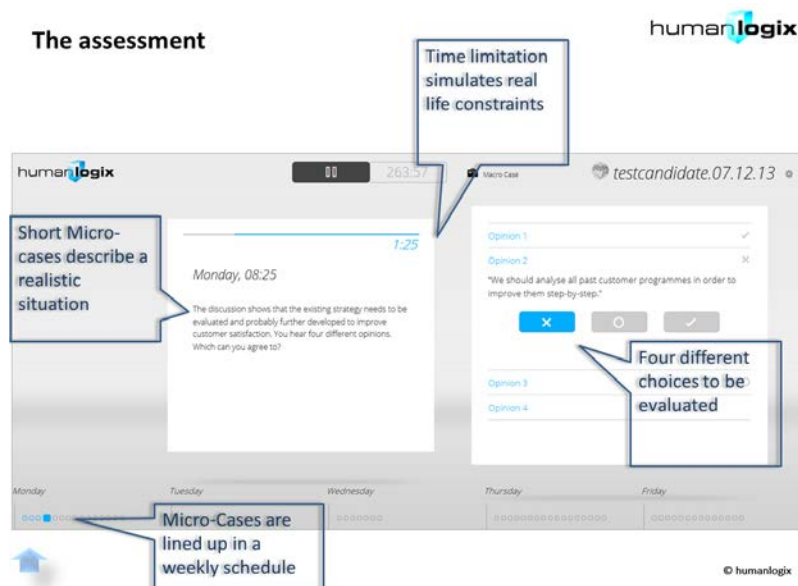 The assessment
humanlogix
Time limitation
simulates real
life constraints
humanlogix
263:57
Macro Case
testcandidate.07.12.13
Short Micro-
cases describe a
realistic
situation
1:25
Monday, 08:25
The discussion shows that the existing strategy needs to be
evaluated and probably further developed to improve
customer satisfaction. You hear four different opinions.
Which can you agree to?
Opinion 1
Opinion 2
"We should analyse all past customer programmes in order to
improve them step-by-step."
Four different
choices to be
evaluated
Opinion 3
Opinion 4
Monday
Tuesday
Wednesday
Thursday
Friday
Micro-Cases are
lined up in a
weekly schedule
© humanlogix